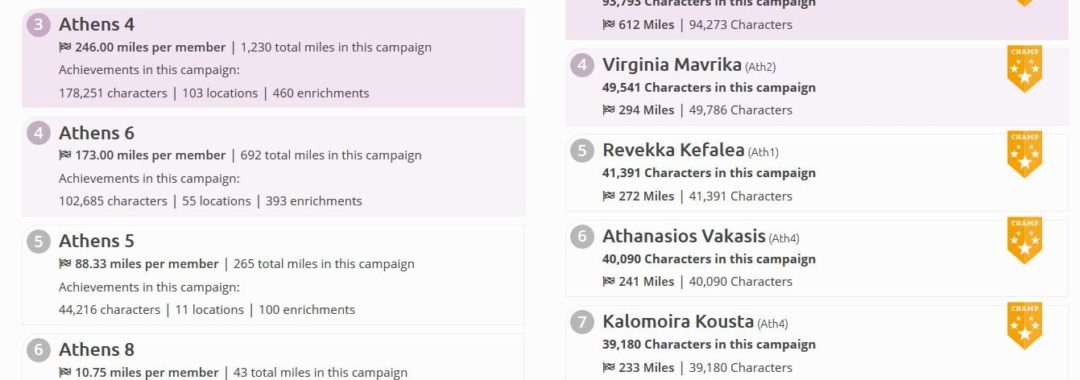 3
Athens 4
246.00 miles per member | 1,230 total miles in this campaign
Achievements in this campaign:
178,251 characters | 103 locations | 460 enrichments
4
Athens 6
173.00 miles per member | 692 total miles in this campaign
Achievements in this campaign:
102,685 characters | 55 locations | 393 enrichments
5
Athens 5
88.33 miles per member | 265 total miles in this campaign
Achievements in this campaign:
44,216 characters | 11 locations | 100 enrichments
6
Athens 8
10.75 miles per member | 43 total miles in this campaign
93,793 Characters in this campaign
612 Miles | 94,273 Characters
4
Virginia Mavrika (Ath2)
CHAMP
49,541 Characters in this campaign
294 Miles | 49,786 Characters
5
Revekka Kefalea (Ath1)
CHAMP
41,391 Characters in this campaign
272 Miles | 41,391 Characters
6
Athanasios Vakasis (Ath4)
CHAMP
40,090 Characters in this campaign
241 Miles | 40,090 Characters
7
Kalomoira Kousta (Ath4)
CHAMP
39,180 Characters in this campaign
233 Miles | 39,180 Characters